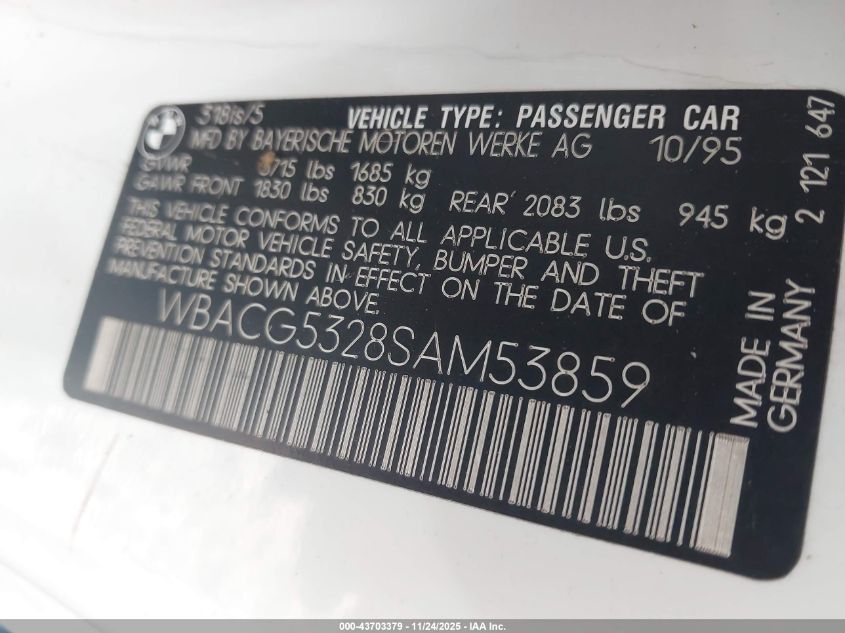 318is/5 VEHICLE TYPE: PASSENGER CAR
MFD BY BAYERISCHE MOTOREN WERKE AG 10/95
GVWR 3715 lbs 1685 kg
GAWR FRONT 1830 lbs 830 kg REAR 2083 lbs 945 kg
THIS VEHICLE CONFORMS TO ALL APPLICABLE U.S.
FEDERAL MOTOR VEHICLE SAFETY, BUMPER AND THEFT
PREVENTION STANDARDS IN EFFECT ON THE DATE OF
MANUFACTURE SHOWN ABOVE.
WBACG5328SAM53859
MADE IN
GERMANY
2 121 647
000-43703379 - 11/24/2025 - IAA Inc.